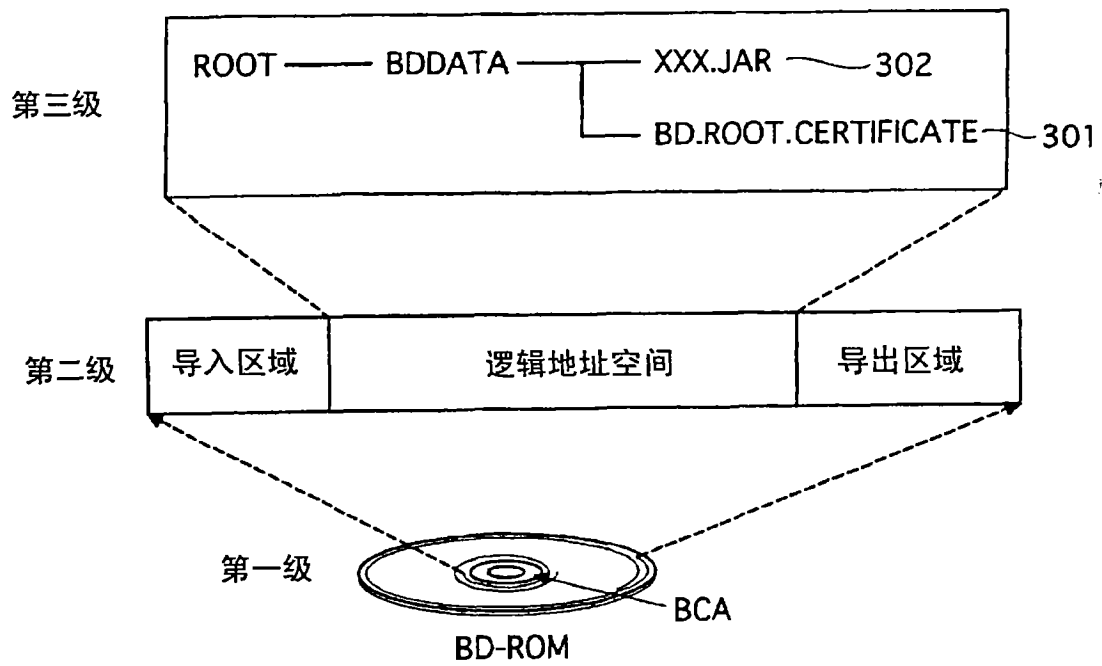 ROOT BDDATA XXX.JAR 302
第三级
BD.ROOT.CERTIFICATE 301
第二级 导入区域 逻辑地址空间 导出区域
第一级
BCA
BD-ROM